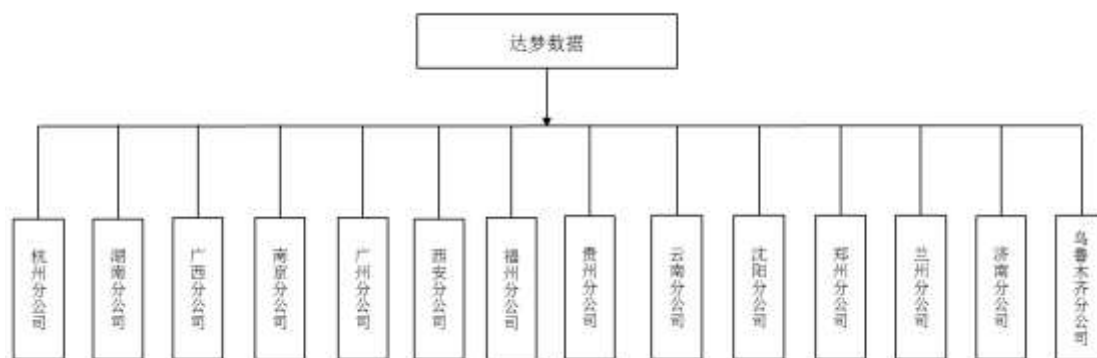 达梦数据
杭州分公司
湖南分公司
广西分公司
南京分公司
广州分公司
西安分公司
福州分公司
贵州分公司
云南分公司
沈阳分公司
郑州分公司
兰州分公司
济南分公司
乌鲁木齐分公司